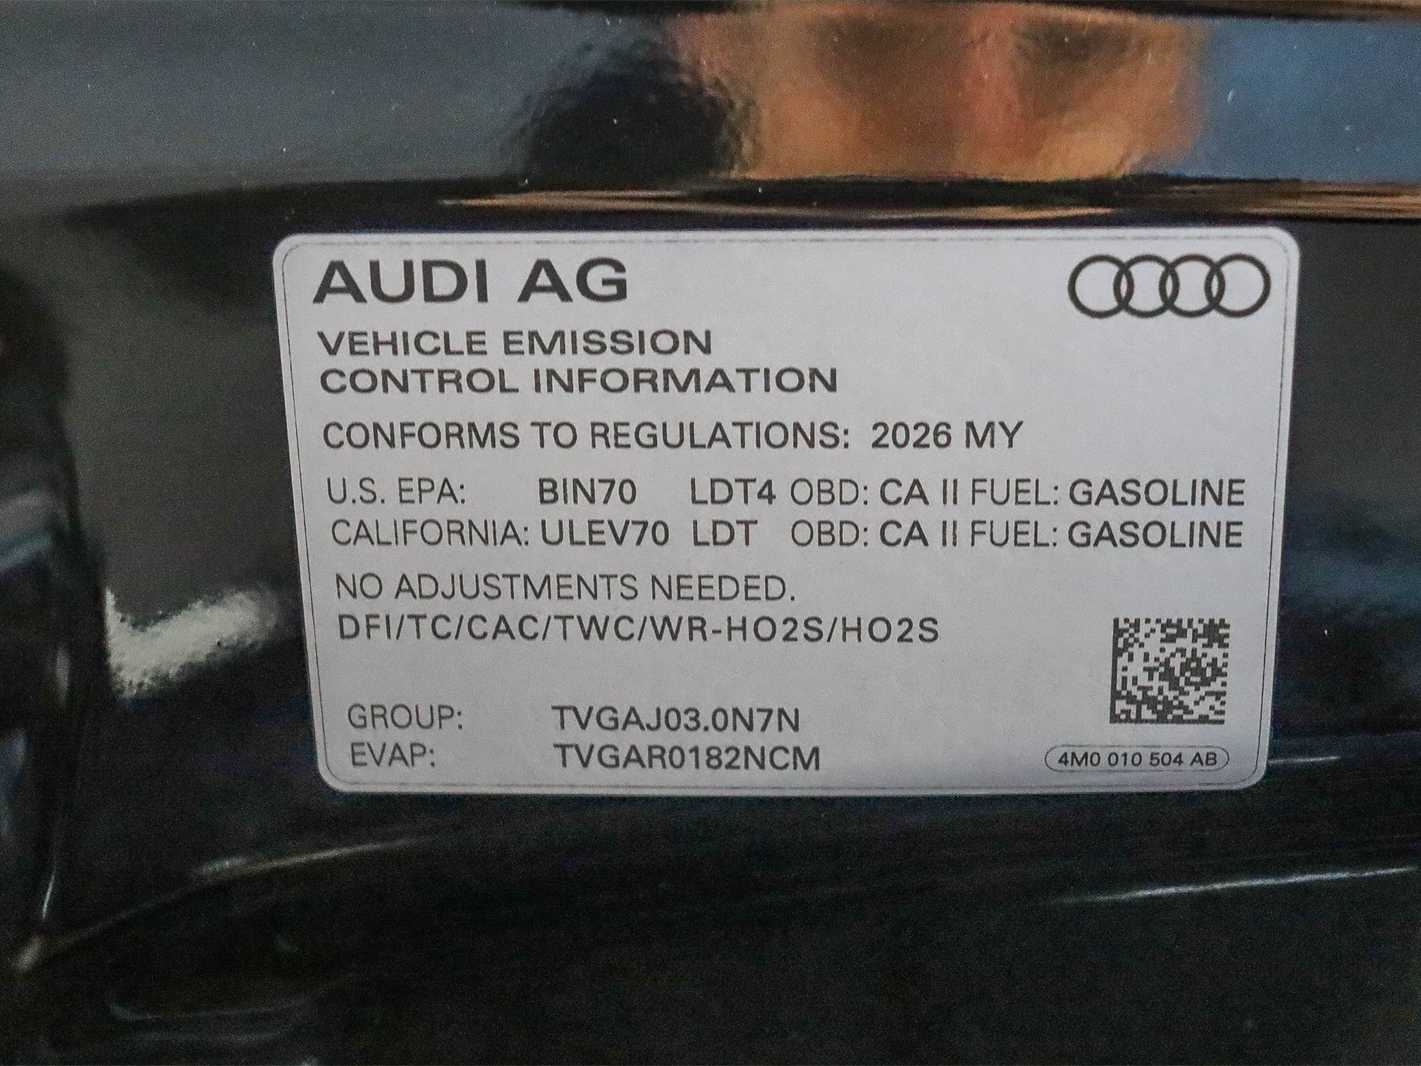 AUDI AG
VEHICLE EMISSION
CONTROL INFORMATION
CONFORMS TO REGULATIONS: 2026 MY
U.S. EPA: BIN70 LDT4 OBD: CA II FUEL: GASOLINE
CALIFORNIA: ULEV70 LDT OBD: CA II FUEL: GASOLINE
NO ADJUSTMENTS NEEDED.
DFI/TC/CAC/TWC/WR-HO2S/HO2S
GROUP: TVGAJ03.0N7N
EVAP: TVGAR0182NCM
4M0 010 504 AB